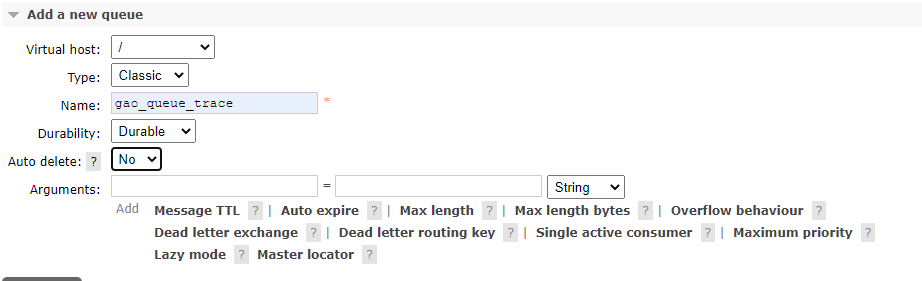 Add a new queue
Virtual host: /
Type: Classic
Name: gao_queue_trace *
Durability: Durable
Auto delete: ? No
Arguments: = String
Add Message TTL ? | Auto expire ? | Max length ? | Max length bytes ? | Overflow behaviour ?
Dead letter exchange ? | Dead letter routing key ? | Single active consumer ? | Maximum priority ?
Lazy mode ? Master locator ?